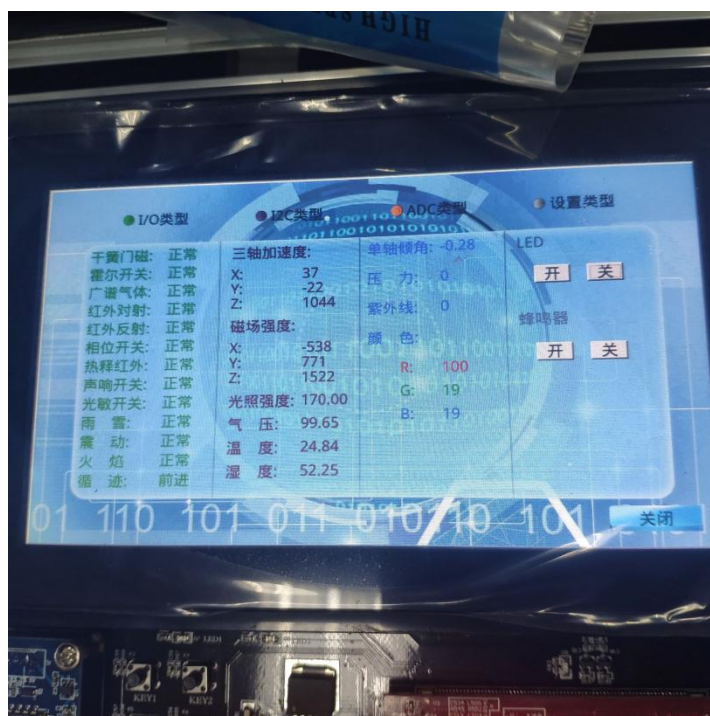 HIGH SP
I/O类型
I2C类型
ADC类型
设置类型
干簧门磁: 正常
霍尔开关: 正常
广谱气体: 正常
红外对射: 正常
红外反射: 正常
相位开关: 正常
热释红外: 正常
声响开关: 正常
光敏开关: 正常
雨 雪: 正常
震 动: 正常
火 焰 正常
循 迹: 前进
三轴加速度:
X: 37
Y: -22
Z: 1044
磁场强度:
X: -538
Y: 771
Z: 1522
光照强度: 170.00
气 压: 99.65
温 度: 24.84
湿 度: 52.25
单轴倾角: -0.28
压 力: 0
紫外线: 0
颜 色:
R: 100
G: 19
B: 19
LED
开 关
蜂鸣器
开 关
01 110 101 011 010110 101
关闭
KEY1 KEY2